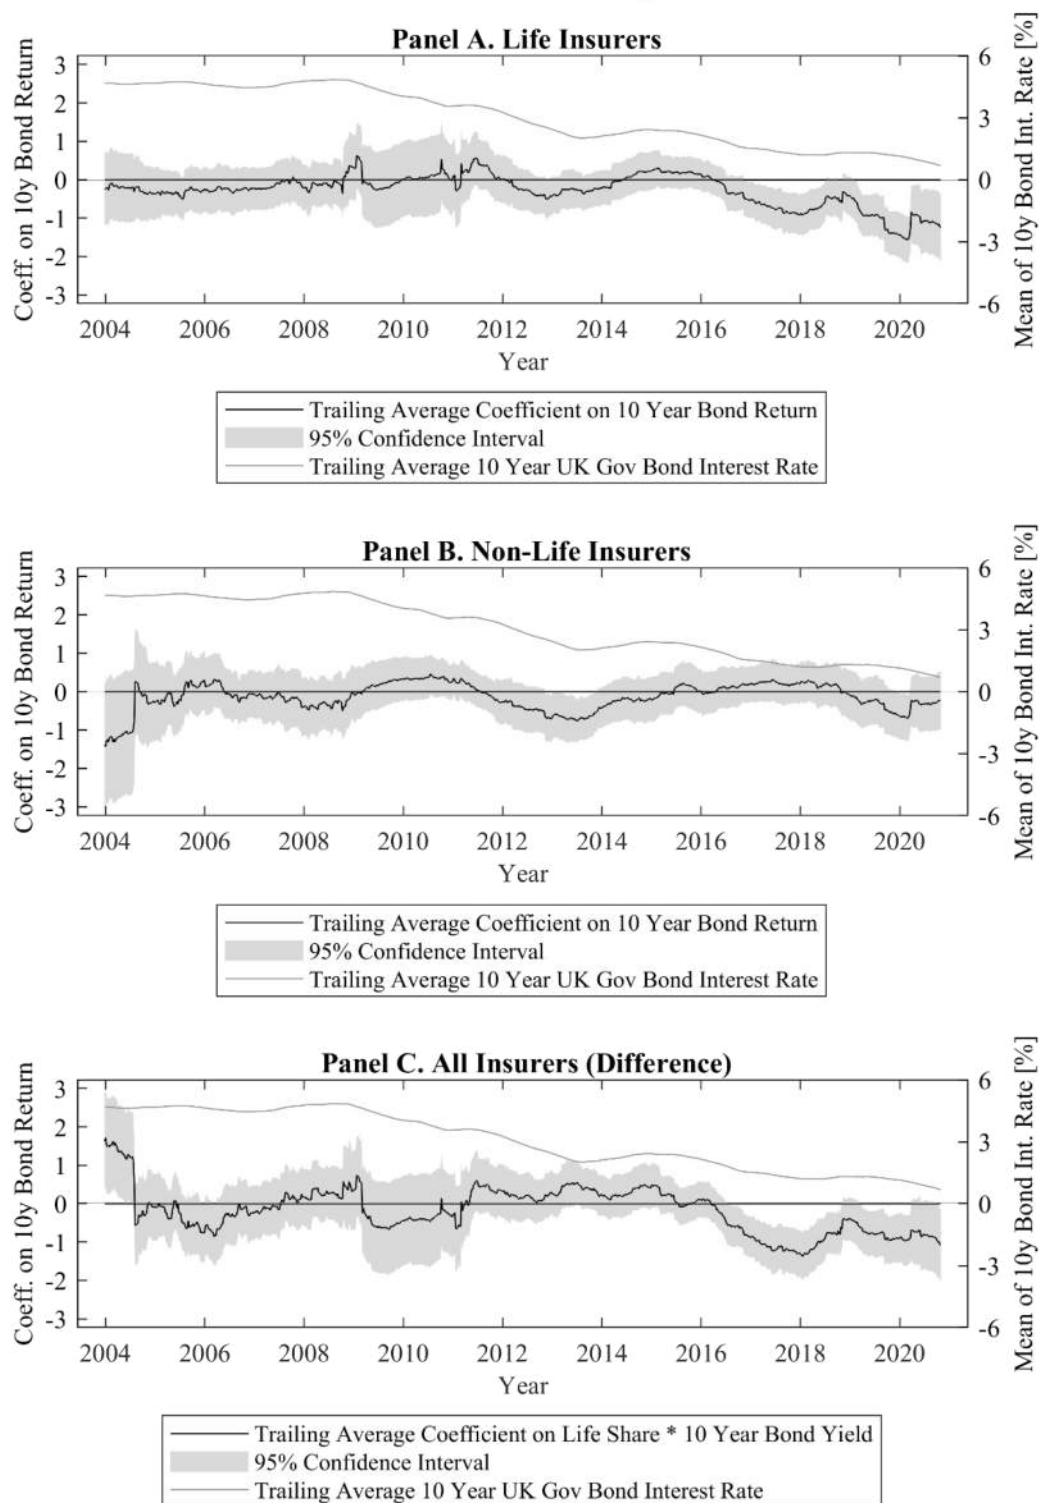 Panel A. Life Insurers
Coeff. on 10y Bond Return
3
2
1
0
-1
-2
-3
Mean of 10y Bond Int. Rate [%]
6
3
0
-3
-6
2004 2006 2008 2010 2012 2014 2016 2018 2020
Year
Trailing Average Coefficient on 10 Year Bond Return
95% Confidence Interval
Trailing Average 10 Year UK Gov Bond Interest Rate
Panel B. Non-Life Insurers
Coeff. on 10y Bond Return
3
2
1
0
-1
-2
-3
Mean of 10y Bond Int. Rate [%]
6
3
0
-3
-6
2004 2006 2008 2010 2012 2014 2016 2018 2020
Year
Trailing Average Coefficient on 10 Year Bond Return
95% Confidence Interval
Trailing Average 10 Year UK Gov Bond Interest Rate
Panel C. All Insurers (Difference)
Coeff. on 10y Bond Return
3
2
1
0
-1
-2
-3
Mean of 10y Bond Int. Rate [%]
6
3
0
-3
-6
2004 2006 2008 2010 2012 2014 2016 2018 2020
Year
Trailing Average Coefficient on Life Share * 10 Year Bond Yield
95% Confidence Interval
Trailing Average 10 Year UK Gov Bond Interest Rate